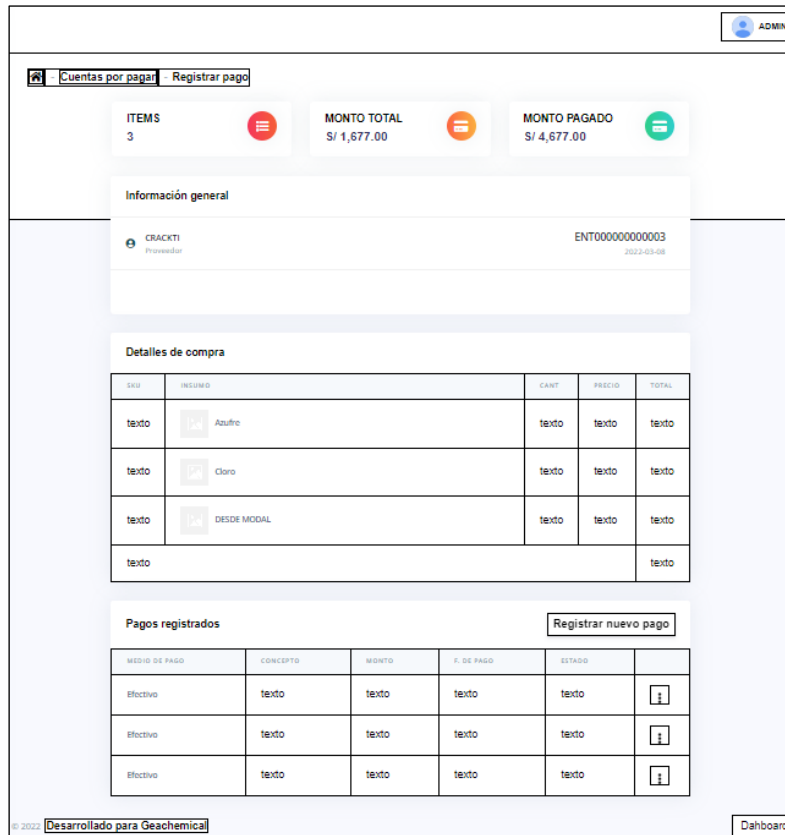 ADMIN
- Cuentas por pagar - Registrar pago
ITEMS
3
MONTO TOTAL
S/ 1,677.00
MONTO PAGADO
S/ 4,677.00
Información general
CRACKTI
Proveedor
ENT000000000003
2022-03-08
Detalles de compra
SKU INSUMO CANT PRECIO TOTAL
texto Azufre texto texto texto
texto Cloro texto texto texto
texto DESDE MODAL texto texto texto
texto texto
Pagos registrados Registrar nuevo pago
MEDIO DE PAGO CONCEPTO MONTO F. DE PAGO ESTADO
Efectivo texto texto texto texto
Efectivo texto texto texto texto
Efectivo texto texto texto texto
© 2022 Desarrollado para Geachemical Dahboard